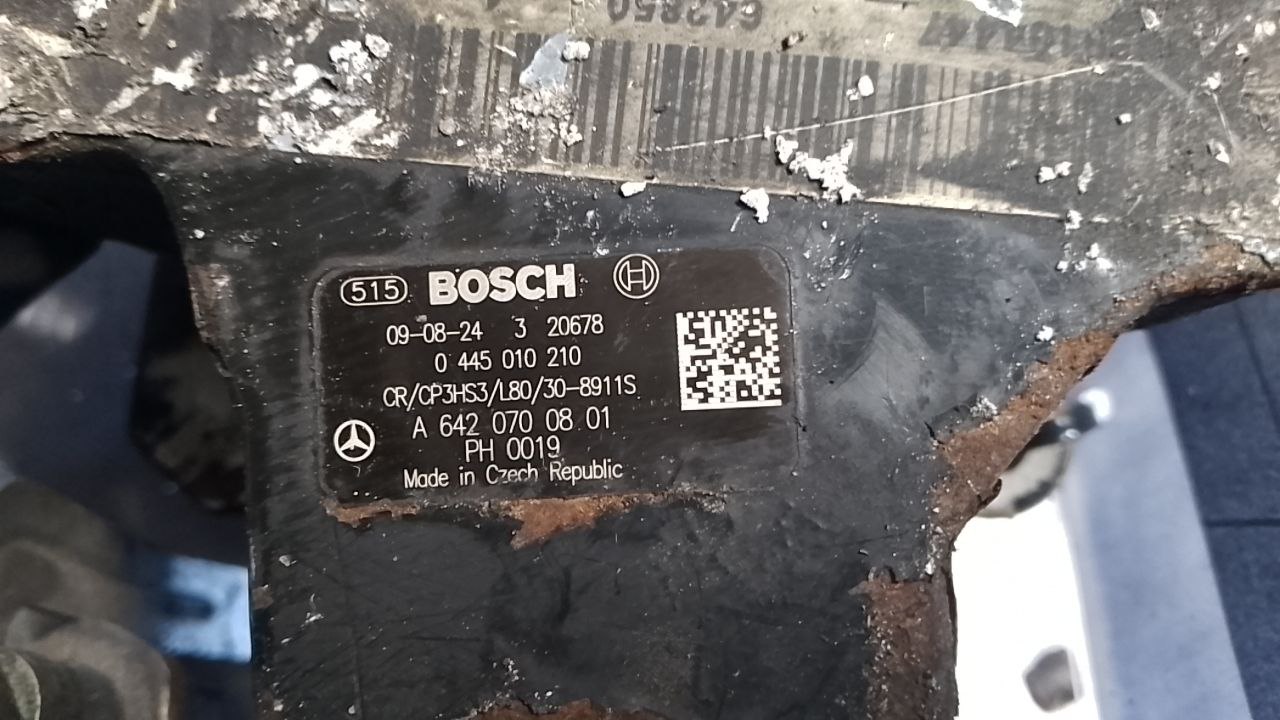 642850
515 BOSCH
09-08-24 3 20678
0 445 010 210
CR/CP3HS3/L80/30-8911S
A 642 070 08 01
PH 0019
Made in Czech Republic